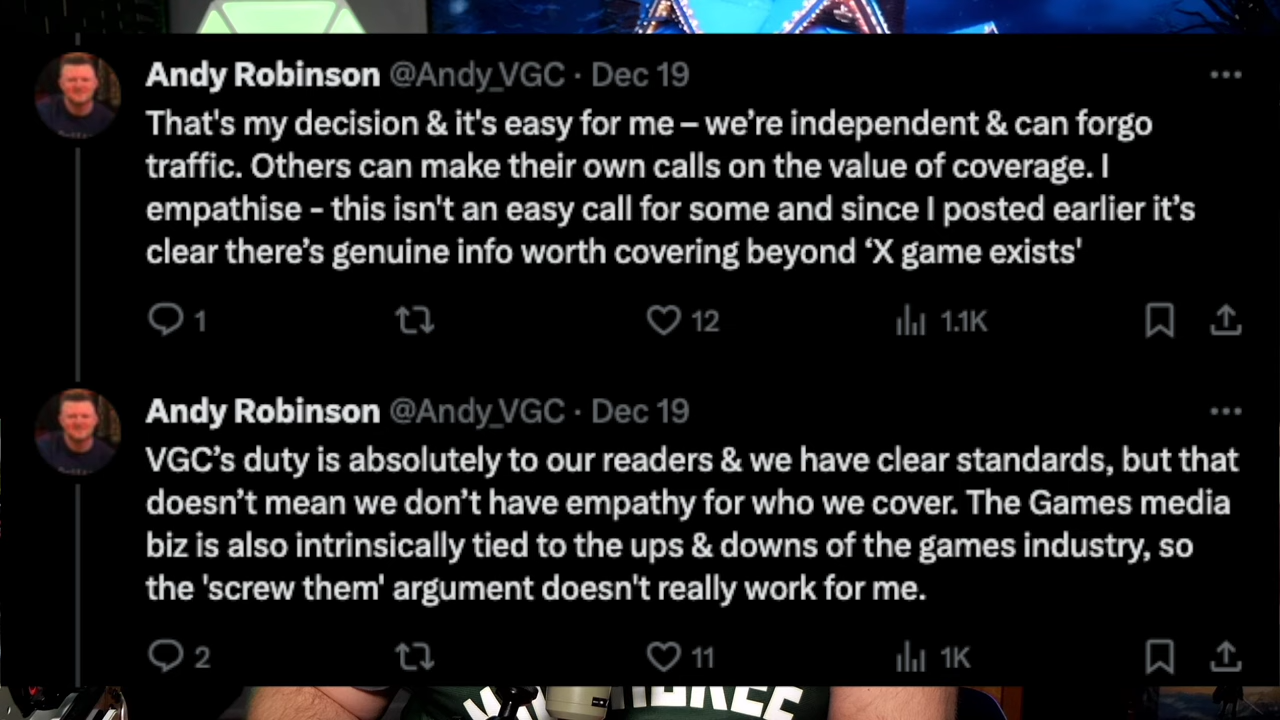 Andy Robinson @Andy_VGC · Dec 19
That's my decision & it's easy for me – we’re independent & can forgo
traffic. Others can make their own calls on the value of coverage. I
empathise - this isn't an easy call for some and since I posted earlier it’s
clear there’s genuine info worth covering beyond ‘X game exists'
1 12 1.1K
Andy Robinson @Andy_VGC · Dec 19
VGC’s duty is absolutely to our readers & we have clear standards, but that
doesn’t mean we don’t have empathy for who we cover. The Games media
biz is also intrinsically tied to the ups & downs of the games industry, so
the 'screw them' argument doesn't really work for me.
2 11 1K